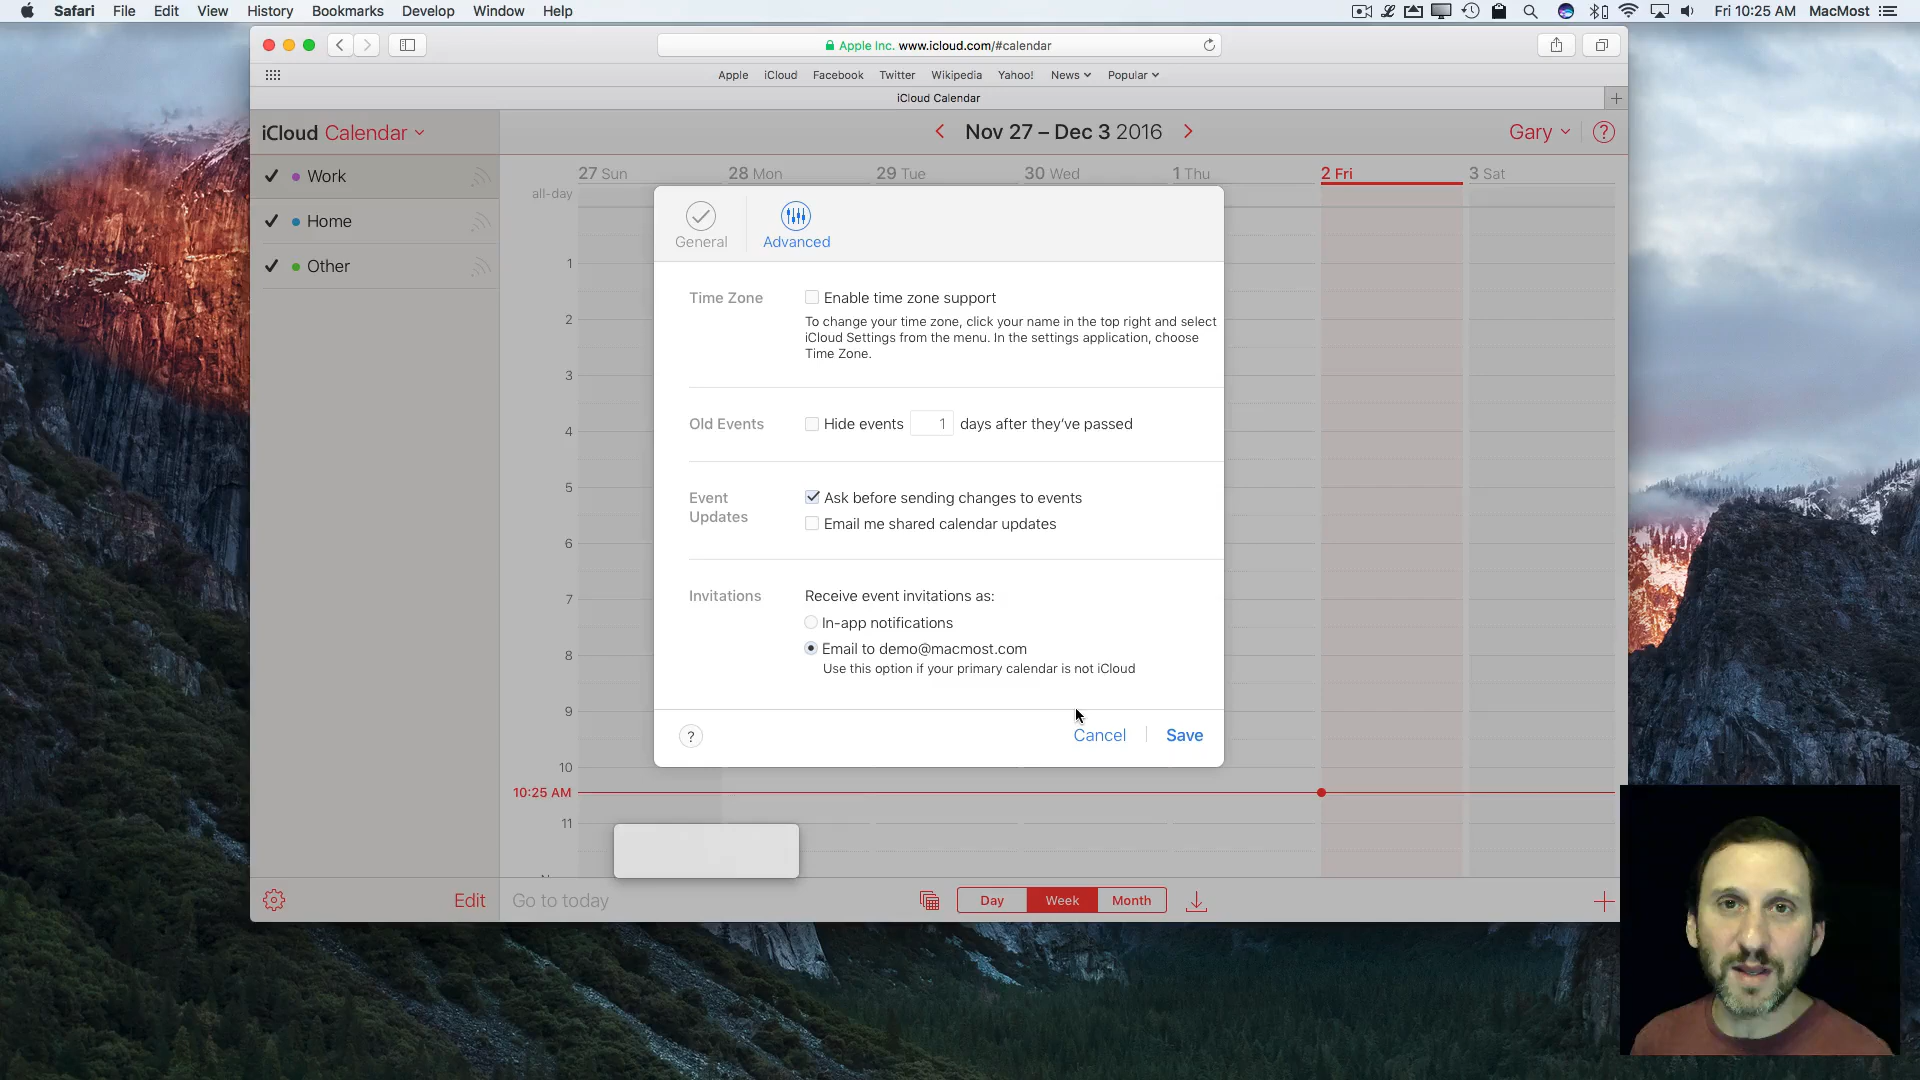 Safari File Edit View History Bookmarks Develop Window Help Fri 10:25 AM MacMost
Apple Inc. www.icloud.com/#calendar
Apple iCloud Facebook Twitter Wikipedia Yahoo! News Popular
iCloud Calendar
iCloud Calendar
Nov 27 – Dec 3 2016
Gary ?
27 Sun 28 Mon 29 Tue 30 Wed 1 Thu 2 Fri 3 Sat
all-day
Work
Home
Other
1
2
3
4
5
6
7
8
9
10
10:25 AM
11
General
Advanced
Time Zone
Enable time zone support
To change your time zone, click your name in the top right and select
iCloud Settings from the menu. In the settings application, choose
Time Zone.
Old Events
Hide events 1 days after they've passed
Event
Updates
Ask before sending changes to events
Email me shared calendar updates
Invitations
Receive event invitations as:
In-app notifications
Email to demo@macmost.com
Use this option if your primary calendar is not iCloud
?
Cancel
Save
Edit
Go to today
Day Week Month